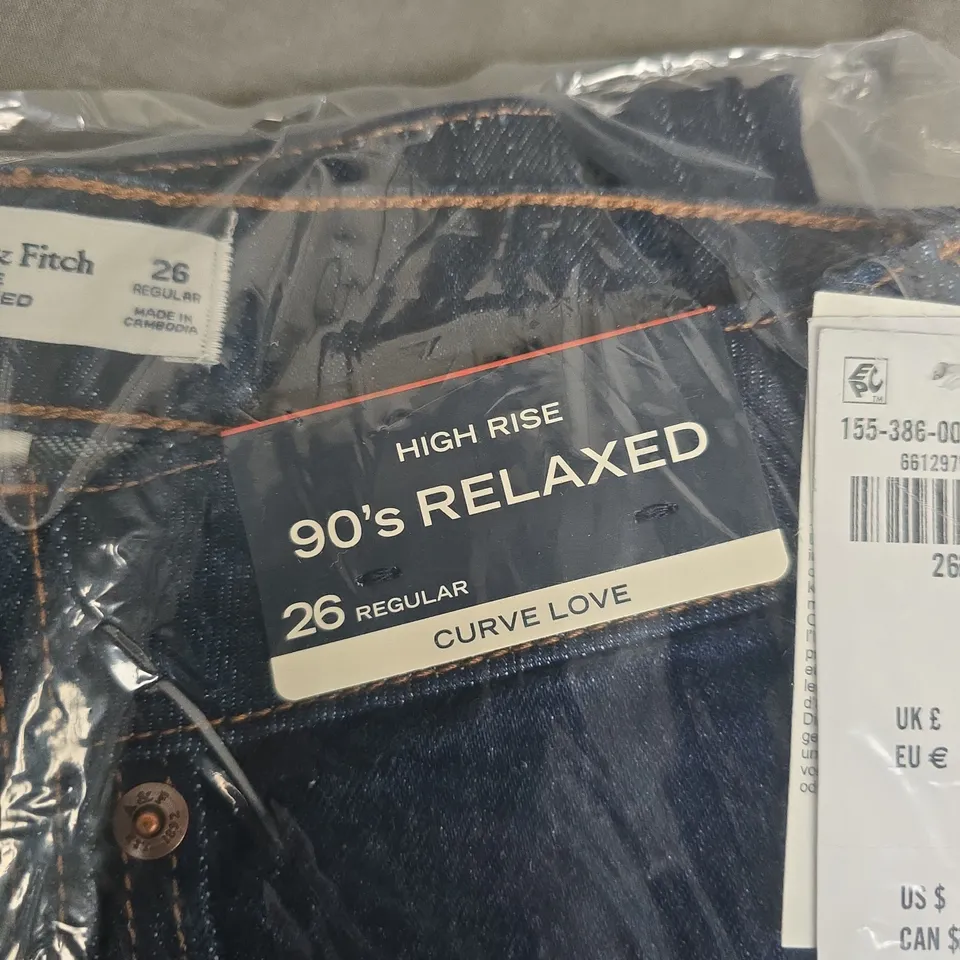 & Fitch
26
REGULAR
MADE IN
CAMBODIA
HIGH RISE
90's RELAXED
26 REGULAR
CURVE LOVE
A & F
1892
155-386-00
661297
26
UK £
EU €
US $
CAN $